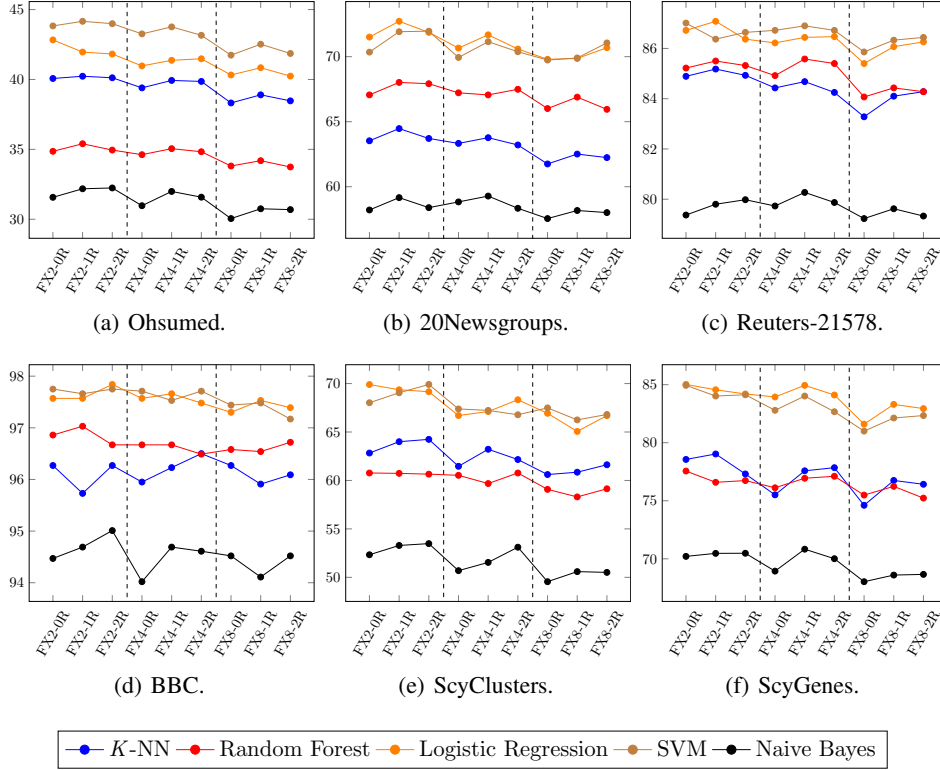 45
40
35
30
FX2-0R FX2-1R FX2-2R FX4-0R FX4-1R FX4-2R FX8-0R FX8-1R FX8-2R
(a) Ohsumed.
70
65
60
FX2-0R FX2-1R FX2-2R FX4-0R FX4-1R FX4-2R FX8-0R FX8-1R FX8-2R
(b) 20Newsgroups.
86
84
82
80
FX2-0R FX2-1R FX2-2R FX4-0R FX4-1R FX4-2R FX8-0R FX8-1R FX8-2R
(c) Reuters-21578.
98
97
96
95
94
FX2-0R FX2-1R FX2-2R FX4-0R FX4-1R FX4-2R FX8-0R FX8-1R FX8-2R
(d) BBC.
70
65
60
55
50
FX2-0R FX2-1R FX2-2R FX4-0R FX4-1R FX4-2R FX8-0R FX8-1R FX8-2R
(e) ScyClusters.
85
80
75
70
FX2-0R FX2-1R FX2-2R FX4-0R FX4-1R FX4-2R FX8-0R FX8-1R FX8-2R
(f) ScyGenes.
K-NN Random Forest Logistic Regression SVM Naive Bayes